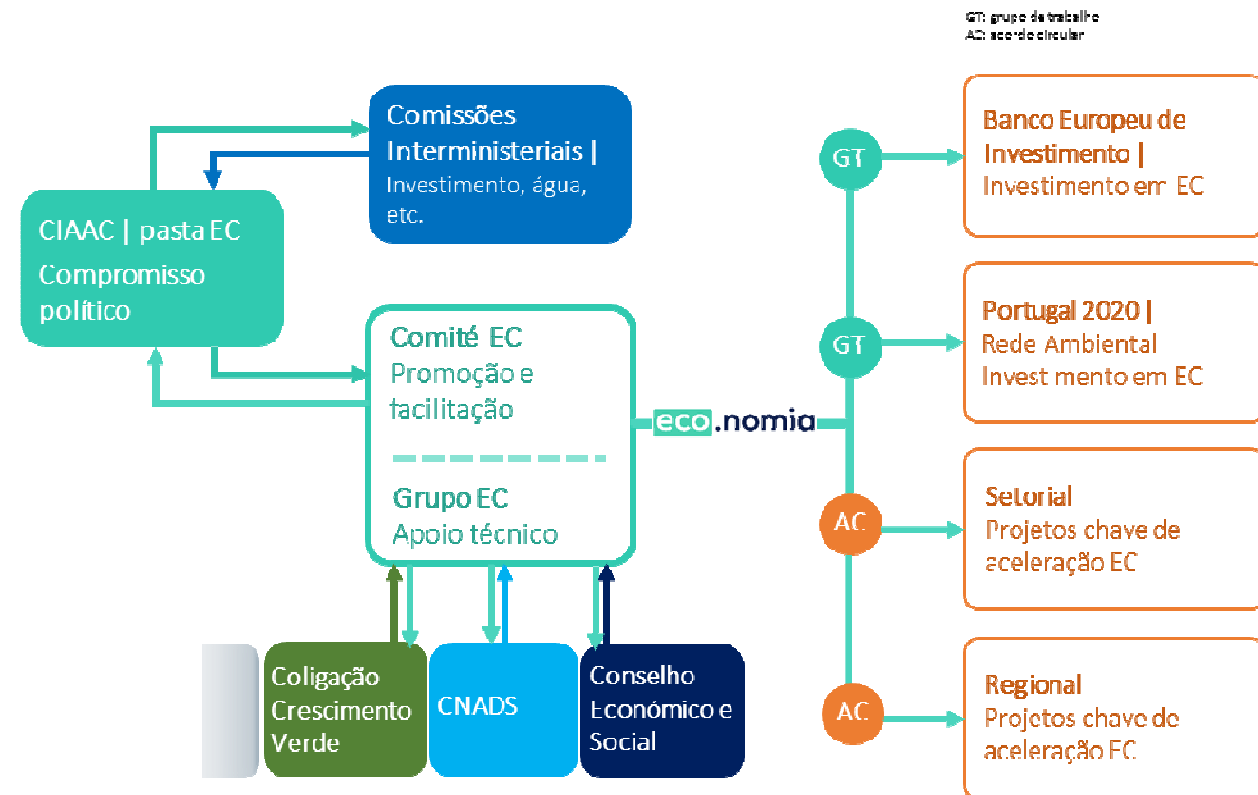 GT: grupo de trabalho
AC: acordo circular
Comissões
Interministeriais |
Investimento, água,
etc.
CIAAC | pasta EC
Compromisso
político
Comité EC
Promoção e
facilitação
Grupo EC
Apoio técnico
eco.nomia
Coligação
Crescimento
Verde
CNADS
Conselho
Económico e
Social
GT
Banco Europeu de
Investimento |
Investimento em EC
GT
Portugal 2020 |
Rede Ambiental
Investimento em EC
AC
Setorial
Projetos chave de
aceleração EC
AC
Regional
Projetos chave de
aceleração EC